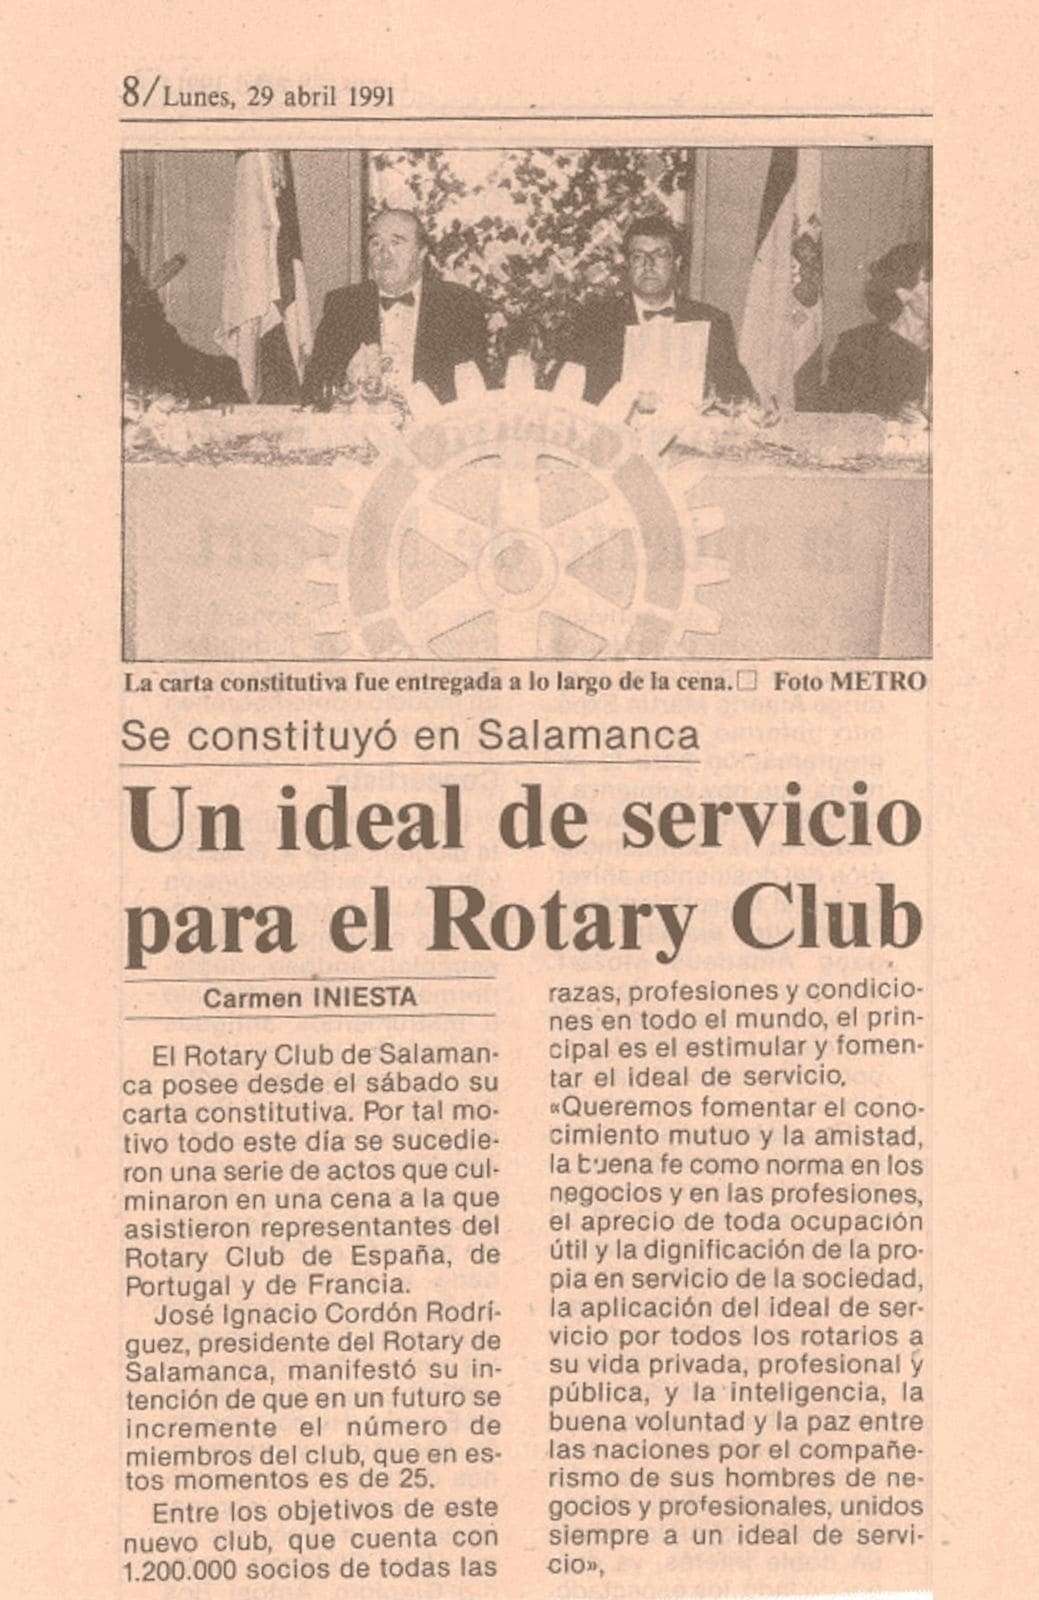 8/Lunes, 29 abril 1991
La carta constitutiva fue entregada a lo largo de la cena.□ Foto METRO
Se constituyó en Salamanca
Un ideal de servicio
para el Rotary Club
Carmen INIESTA
El Rotary Club de Salaman-
ca posee desde el sábado su
carta constitutiva. Por tal mo-
tivo todo este día se sucedie-
ron una serie de actos que cul-
minaron en una cena a la que
asistieron representantes del
Rotary Club de España, de
Portugal y de Francia.
José Ignacio Cordón Rodrí-
guez, presidente del Rotary de
Salamanca, manifestó su in-
tención de que en un futuro se
incremente el número de
miembros del club, que en es-
tos momentos es de 25.
Entre los objetivos de este
nuevo club, que cuenta con
1.200.000 socios de todas las
razas, profesiones y condicio-
nes en todo el mundo, el prin-
cipal es el estimular y fomen-
tar el ideal de servicio.
«Queremos fomentar el cono-
cimiento mutuo y la amistad,
la buena fe como norma en los
negocios y en las profesiones,
el aprecio de toda ocupación
útil y la dignificación de la pro-
pia en servicio de la sociedad,
la aplicación del ideal de ser-
vicio por todos los rotarios a
su vida privada, profesional y
pública, y la inteligencia, la
buena voluntad y la paz entre
las naciones por el compañe-
rismo de sus hombres de ne-
gocios y profesionales, unidos
siempre a un ideal de servi-
cio»,